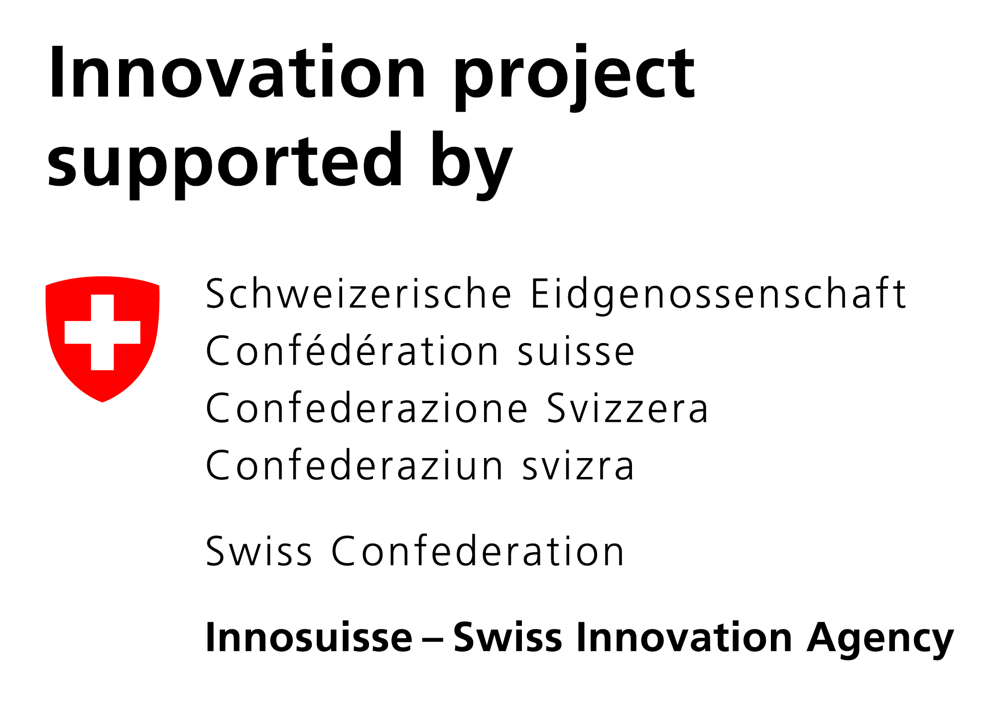 Innovation project
supported by
Schweizerische Eidgenossenschaft
Confédération suisse
Confederazione Svizzera
Confederaziun svizra
Swiss Confederation
Innosuisse – Swiss Innovation Agency